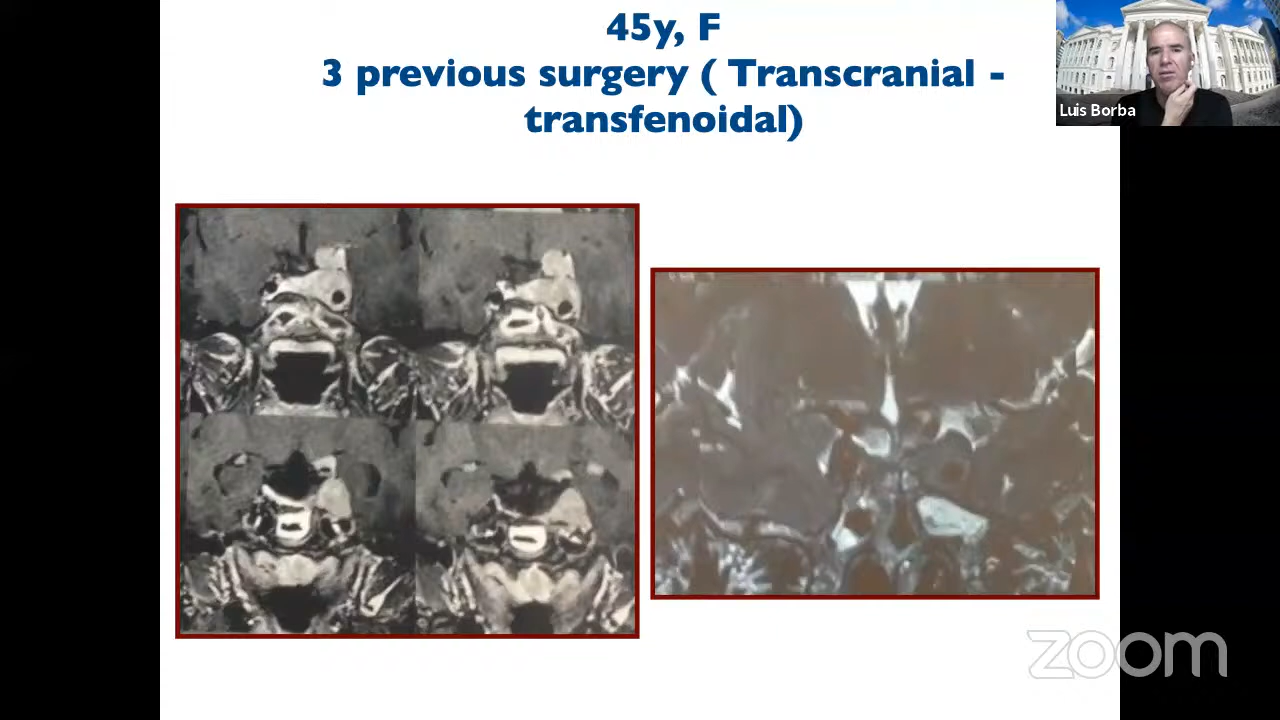 45y, F
3 previous surgery ( Transcranial -
transfenoidal)
Luis Borba
zoom